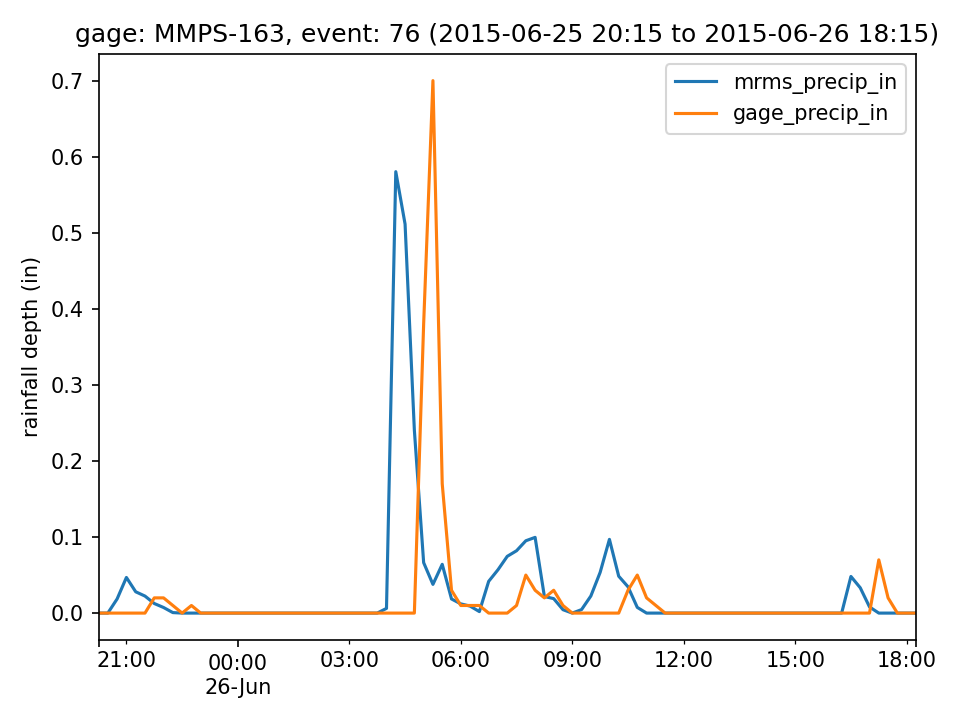 gage: MMPS-163, event: 76 (2015-06-25 20:15 to 2015-06-26 18:15)
mrms_precip_in
gage_precip_in
rainfall depth (in)
0.7
0.6
0.5
0.4
0.3
0.2
0.1
0.0
21:00 00:00 03:00 06:00 09:00 12:00 15:00 18:00
26-Jun